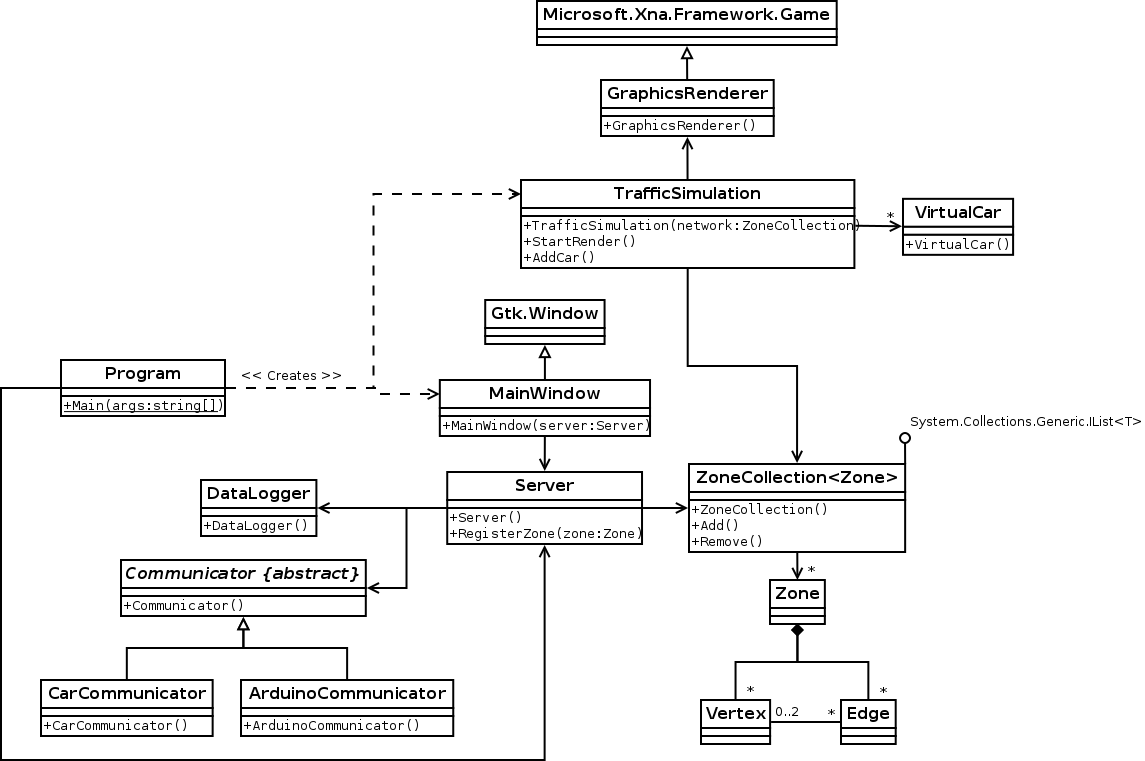 Microsoft.Xna.Framework.Game
GraphicsRenderer
+GraphicsRenderer()
TrafficSimulation
+TrafficSimulation(network:ZoneCollection)
+StartRender()
+AddCar()
*
VirtualCar
+VirtualCar()
Gtk.Window
Program
+Main(args:string[])
<< Creates >>
MainWindow
+MainWindow(server:Server)
System.Collections.Generic.IList<T>
DataLogger
+DataLogger()
Server
+Server()
+RegisterZone(zone:Zone)
ZoneCollection<Zone>
+ZoneCollection()
+Add()
+Remove()
Communicator {abstract}
+Communicator()
*
Zone
CarCommunicator
+CarCommunicator()
ArduinoCommunicator
+ArduinoCommunicator()
*
*
Vertex
0..2
*
Edge